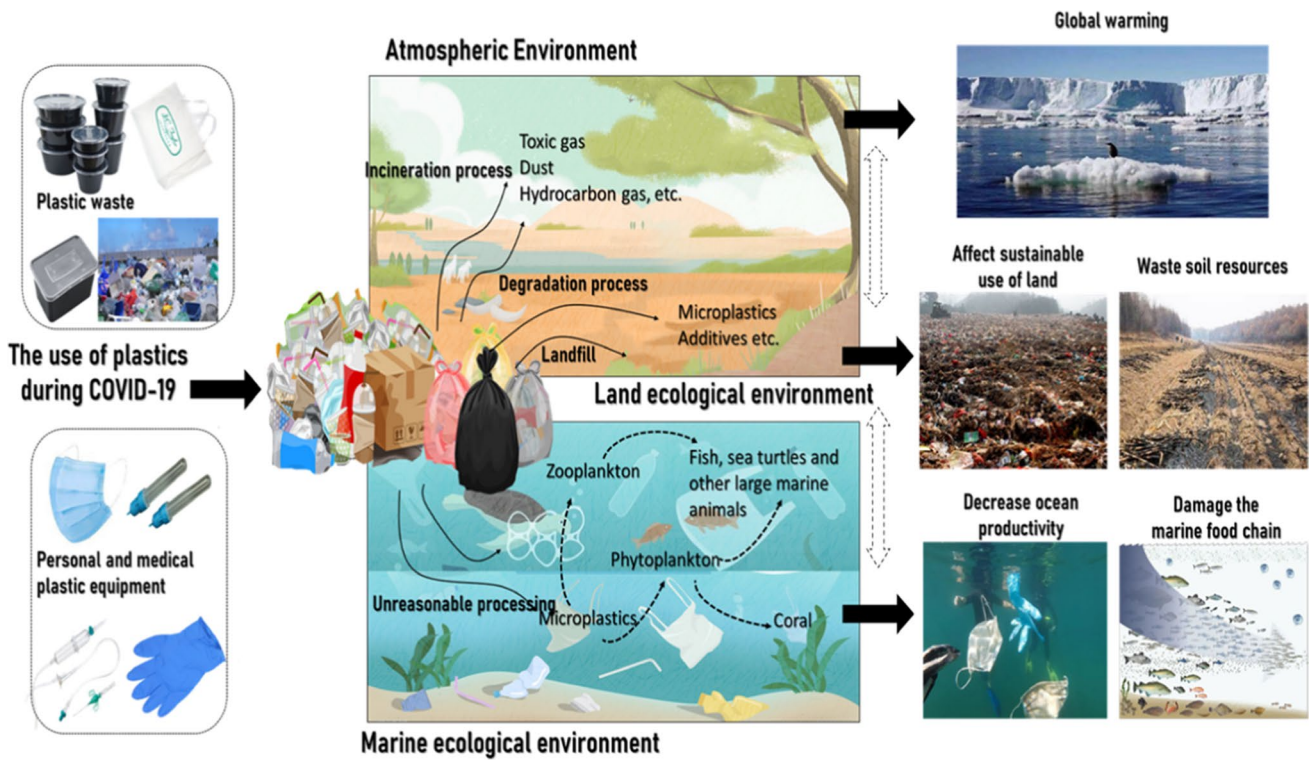 Global warming
Atmospheric Environment
Toxic gas
Incineration process
Dust
Hydrocarbon gas, etc.
Plastic waste
Degradation process
Microplastics
Additives etc.
Landfill
Affect sustainable
use of land
Waste soil resources
The use of plastics
during COVID-19
Land ecological environment
Zooplankton
Fish, sea turtles and
other large marine
animals
Phytoplankton
Personal and medical
plastic equipment
Unreasonable processing
Microplastics
Coral
Decrease ocean
productivity
Damage the
marine food chain
Marine ecological environment